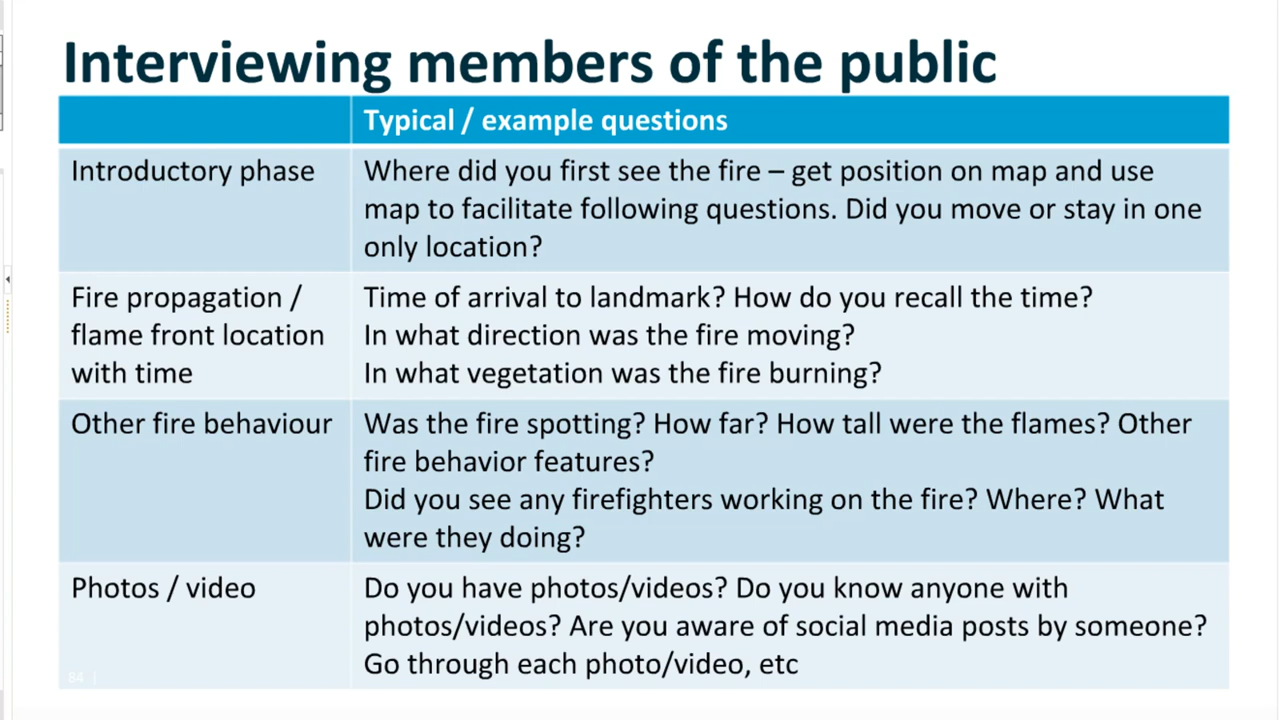 Interviewing members of the public
Typical / example questions
Introductory phase
Where did you first see the fire – get position on map and use
map to facilitate following questions. Did you move or stay in one
only location?
Fire propagation /
flame front location
with time
Time of arrival to landmark? How do you recall the time?
In what direction was the fire moving?
In what vegetation was the fire burning?
Other fire behaviour
Was the fire spotting? How far? How tall were the flames? Other
fire behavior features?
Did you see any firefighters working on the fire? Where? What
were they doing?
Photos / video
Do you have photos/videos? Do you know anyone with
photos/videos? Are you aware of social media posts by someone?
Go through each photo/video, etc
84 |